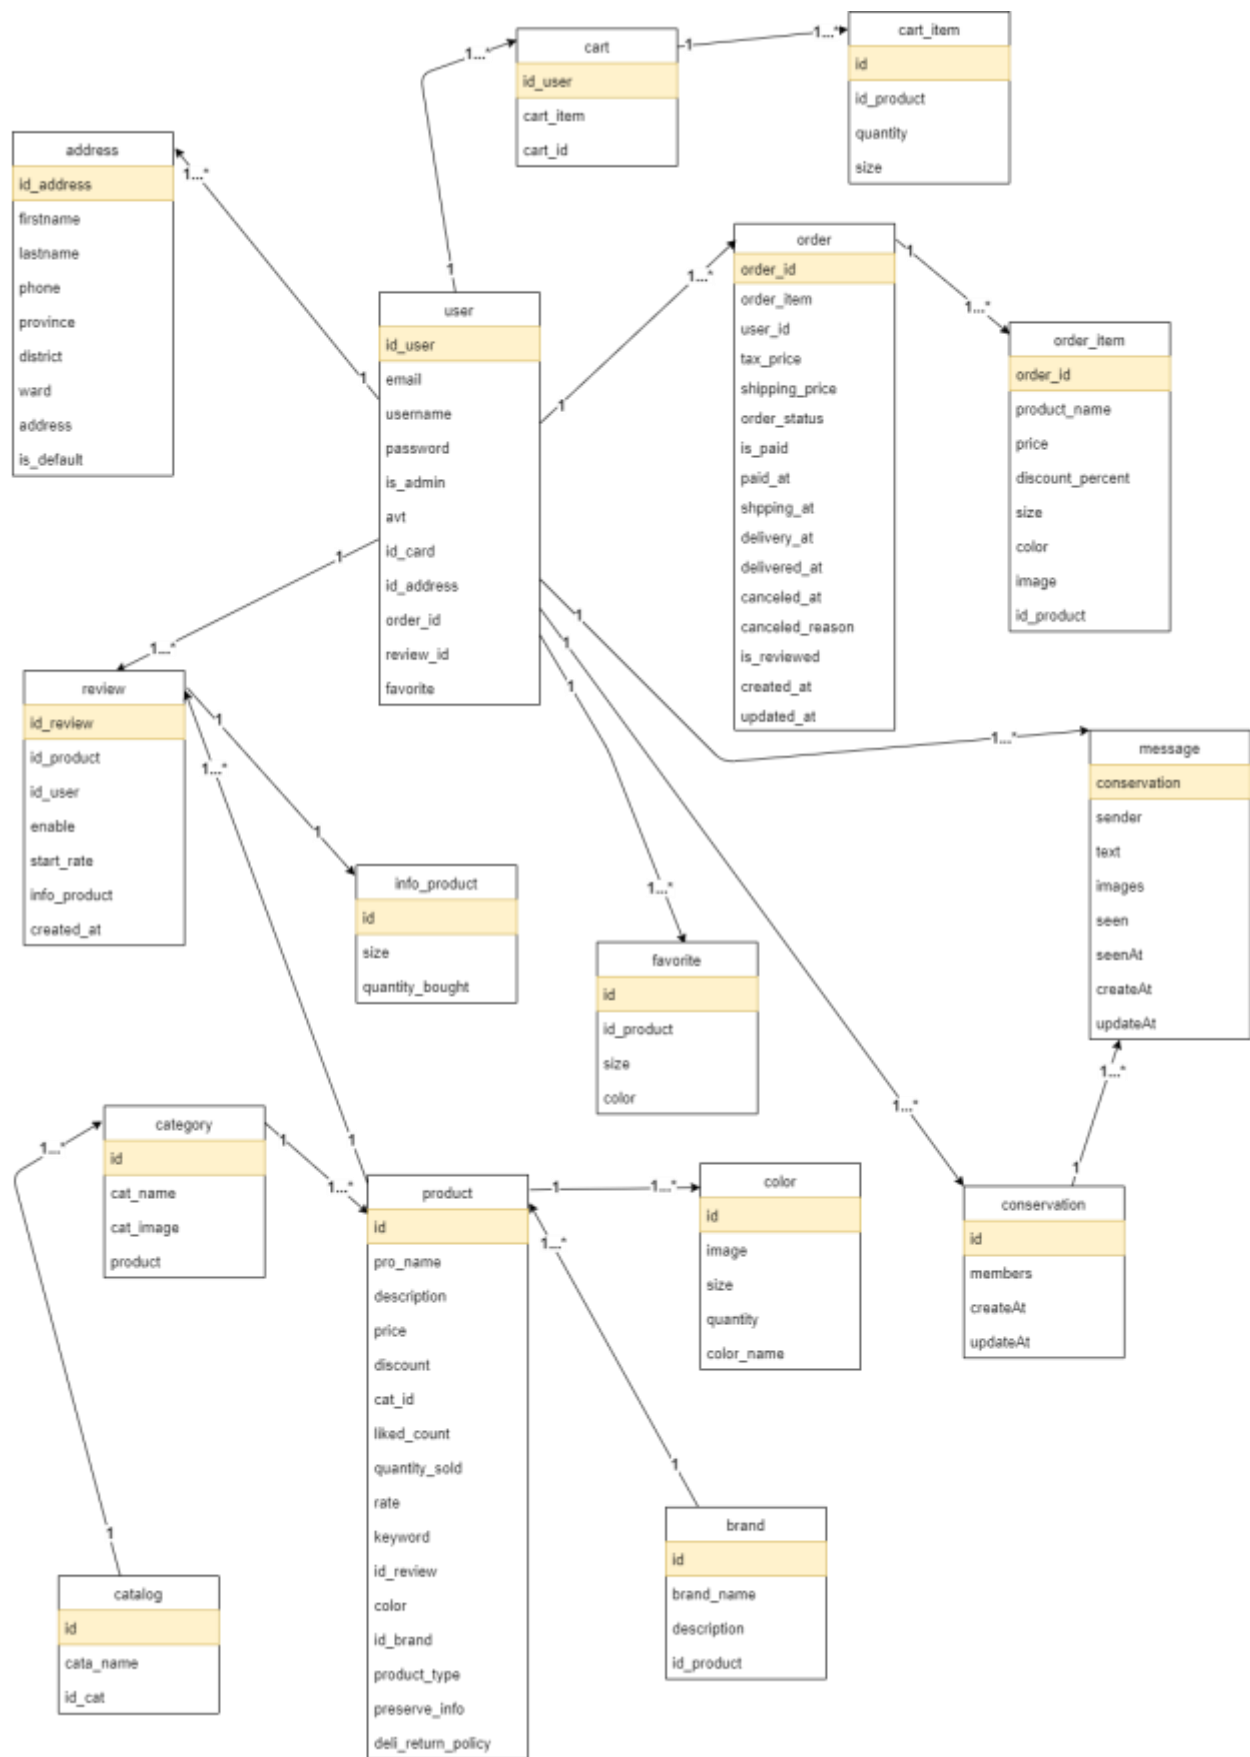 cart
id_user
cart_item
cart_id
1...*
1
1
1...*
cart_item
id
id_product
quantity
size
address
id_address
firstname
lastname
phone
province
district
ward
address
is_default
1...*
1
user
id_user
email
username
password
is_admin
avt
id_card
id_address
order_id
review_id
favorite
1...*
1
order
order_id
order_item
user_id
tax_price
shipping_price
order_status
is_paid
paid_at
shpping_at
delivery_at
delivered_at
canceled_at
canceled_reason
is_reviewed
created_at
updated_at
1
1...*
order_item
order_id
product_name
price
discount_percent
size
color
image
id_product
1
1...*
review
id_review
id_product
id_user
enable
start_rate
info_product
created_at
1
1
info_product
id
size
quantity_bought
1...*
1
1
1...*
message
conservation
sender
text
images
seen
seenAt
createAt
updateAt
1
1...*
favorite
id
id_product
size
color
1
1...*
1...*
1
conservation
id
members
createAt
updateAt
category
id
cat_name
cat_image
product
1...*
1
1
1...*
product
id
pro_name
description
price
discount
cat_id
liked_count
quantity_sold
rate
keyword
id_review
color
id_brand
product_type
preserve_info
deli_return_policy
1
1...*
color
id
image
size
quantity
color_name
1...*
1
brand
id
brand_name
description
id_product
catalog
id
cata_name
id_cat